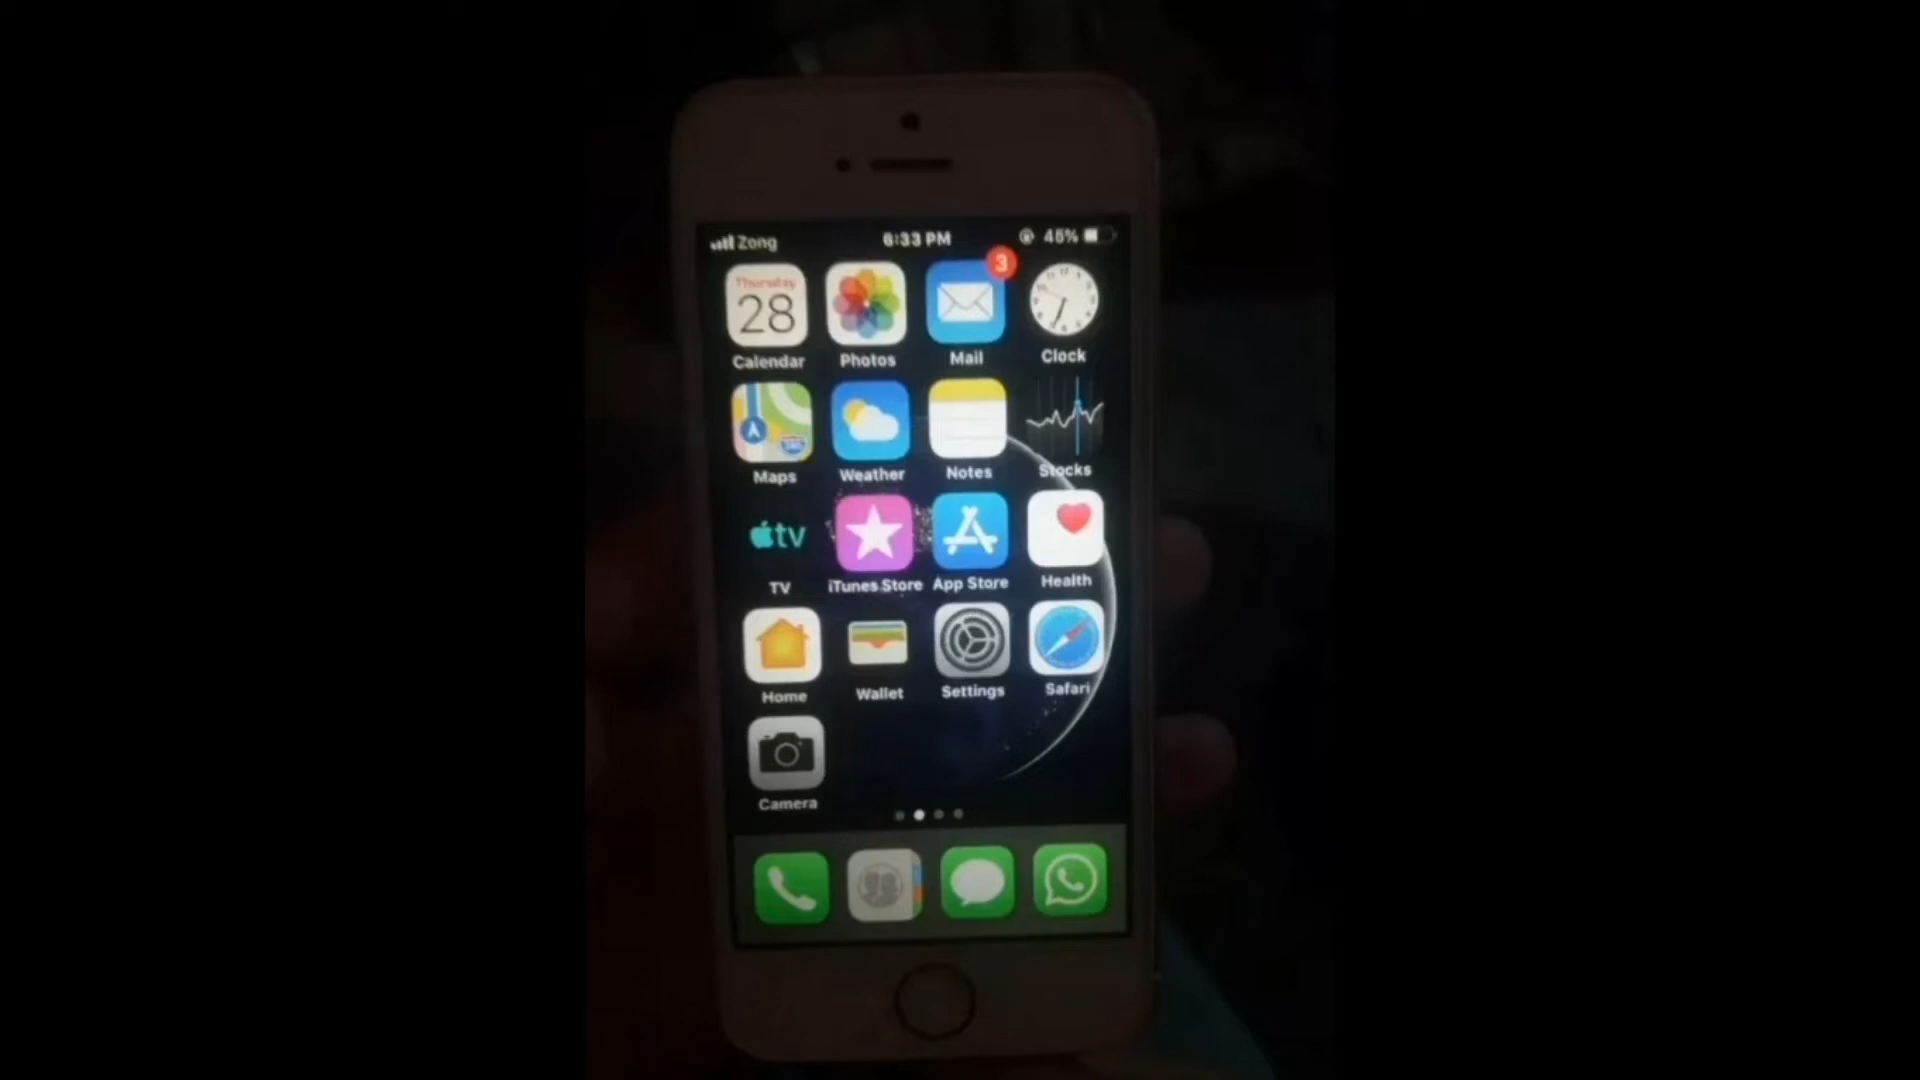 Zong 6:33 PM 45%
3
Thursday
28
Calendar Photos Mail Clock
Maps Weather Notes Stocks
tv
TV iTunes Store App Store Health
Home Wallet Settings Safari
Camera